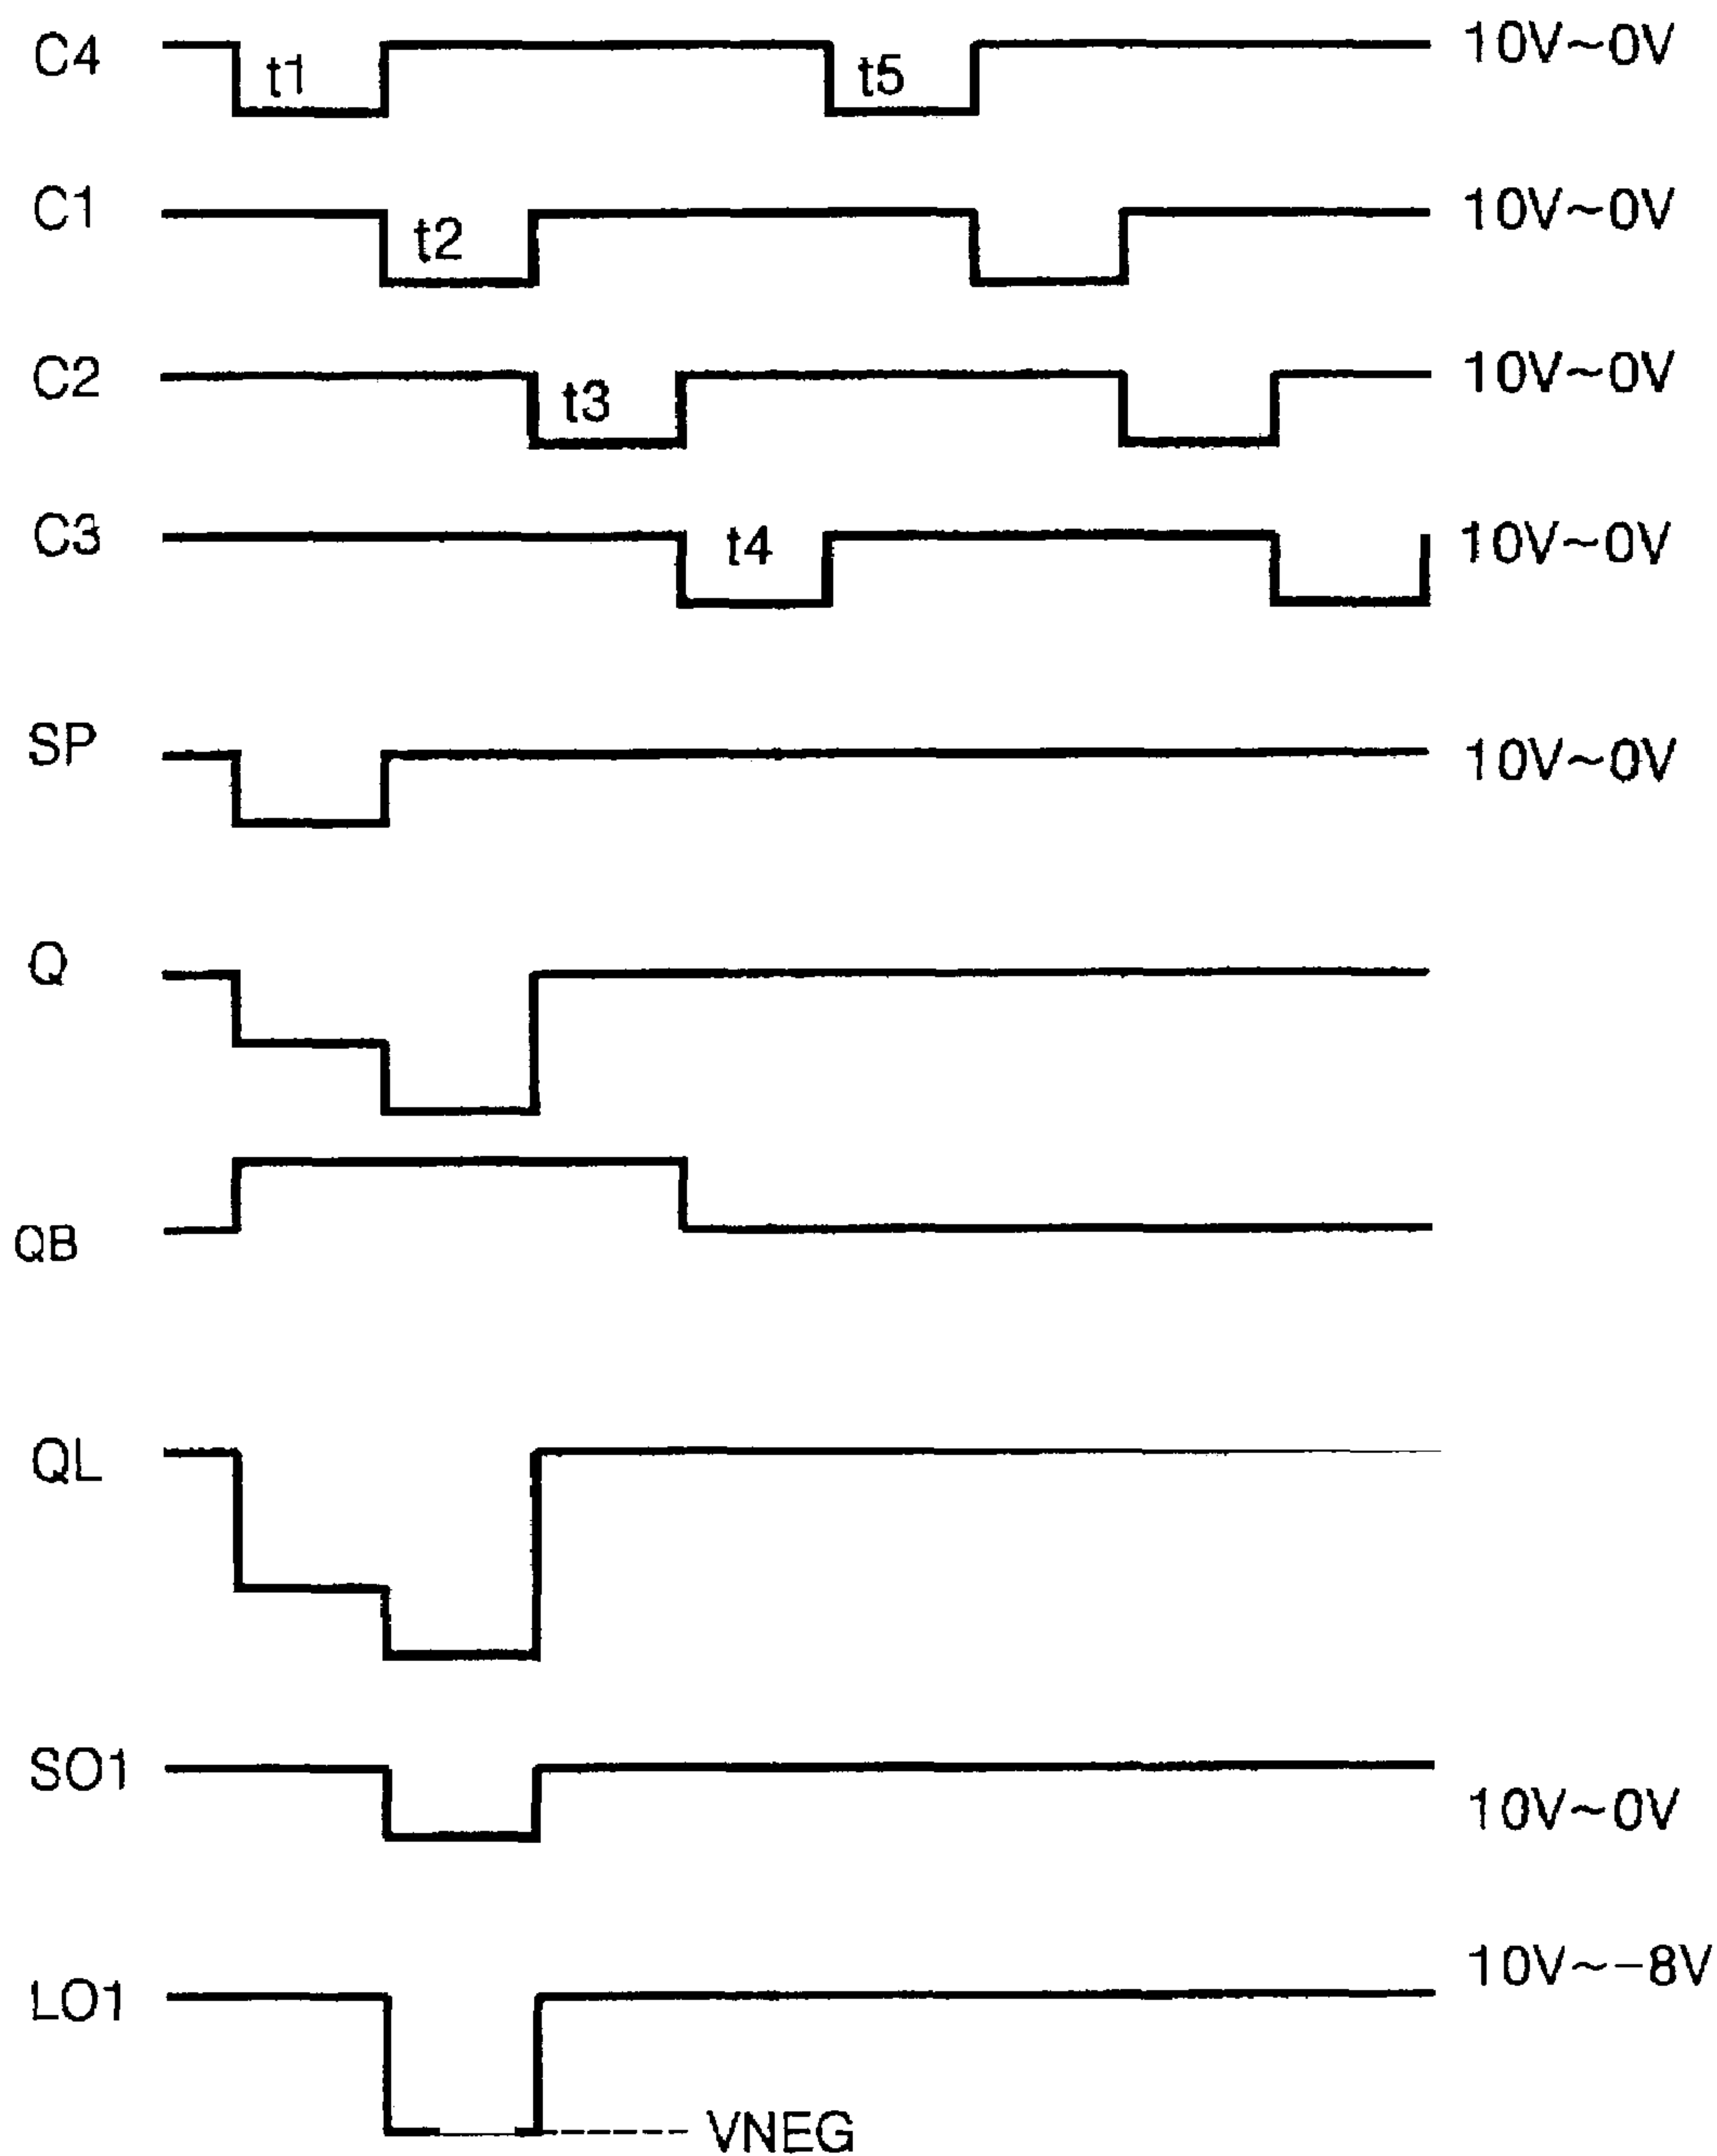 C4 t1 t5 10V~0V
C1 t2 10V~0V
C2 t3 10V~0V
C3 t4 10V~0V
SP 10V~0V
Q
QB
QL
SO1 10V~0V
LO1 10V~-8V
VNEG